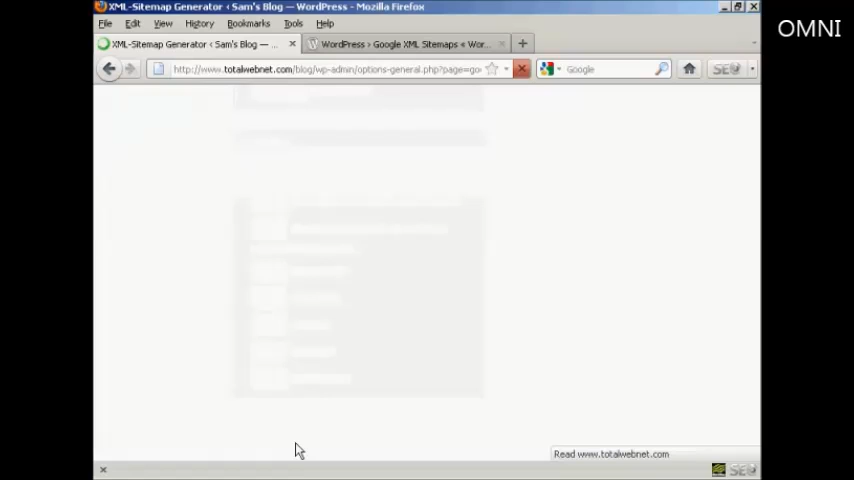 XML-Sitemap Generator ‹ Sam's Blog — WordPress - Mozilla Firefox
OMNI
File Edit View History Bookmarks Tools Help
XML-Sitemap Generator ‹ Sam's Blog — ...
WordPress › Google XML Sitemaps « Wor...
http://www.totalwebnet.com/blog/wp-admin/options-general.php?page=go
Google
SEO
Read www.totalwebnet.com
SEO